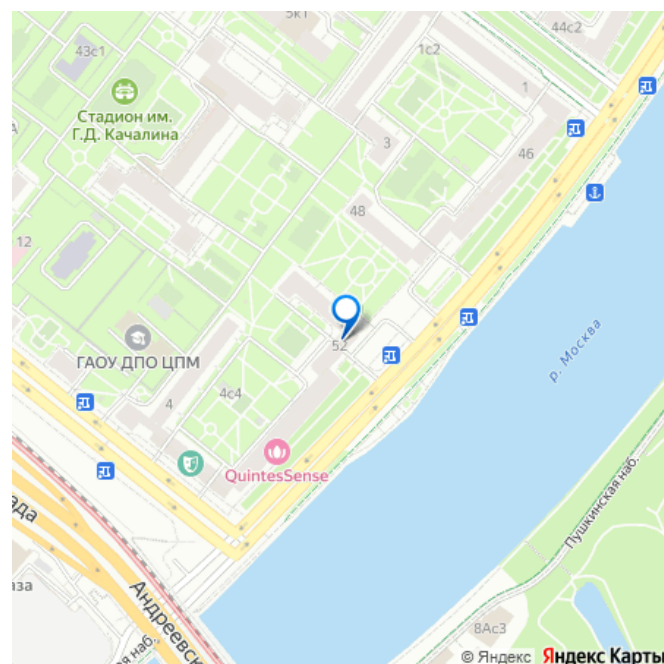 5к1
44с2
43с1
1с2
Стадион им.
Г.Д. Качалина
1
3
46
48
12
р. Москва
52
ГАОУ ДПО ЦПМ
4с4
4
QuintesSense
Пушкинская наб.
Андреевск
8Ас3
наб.
© Яндекс Яндекс Карты